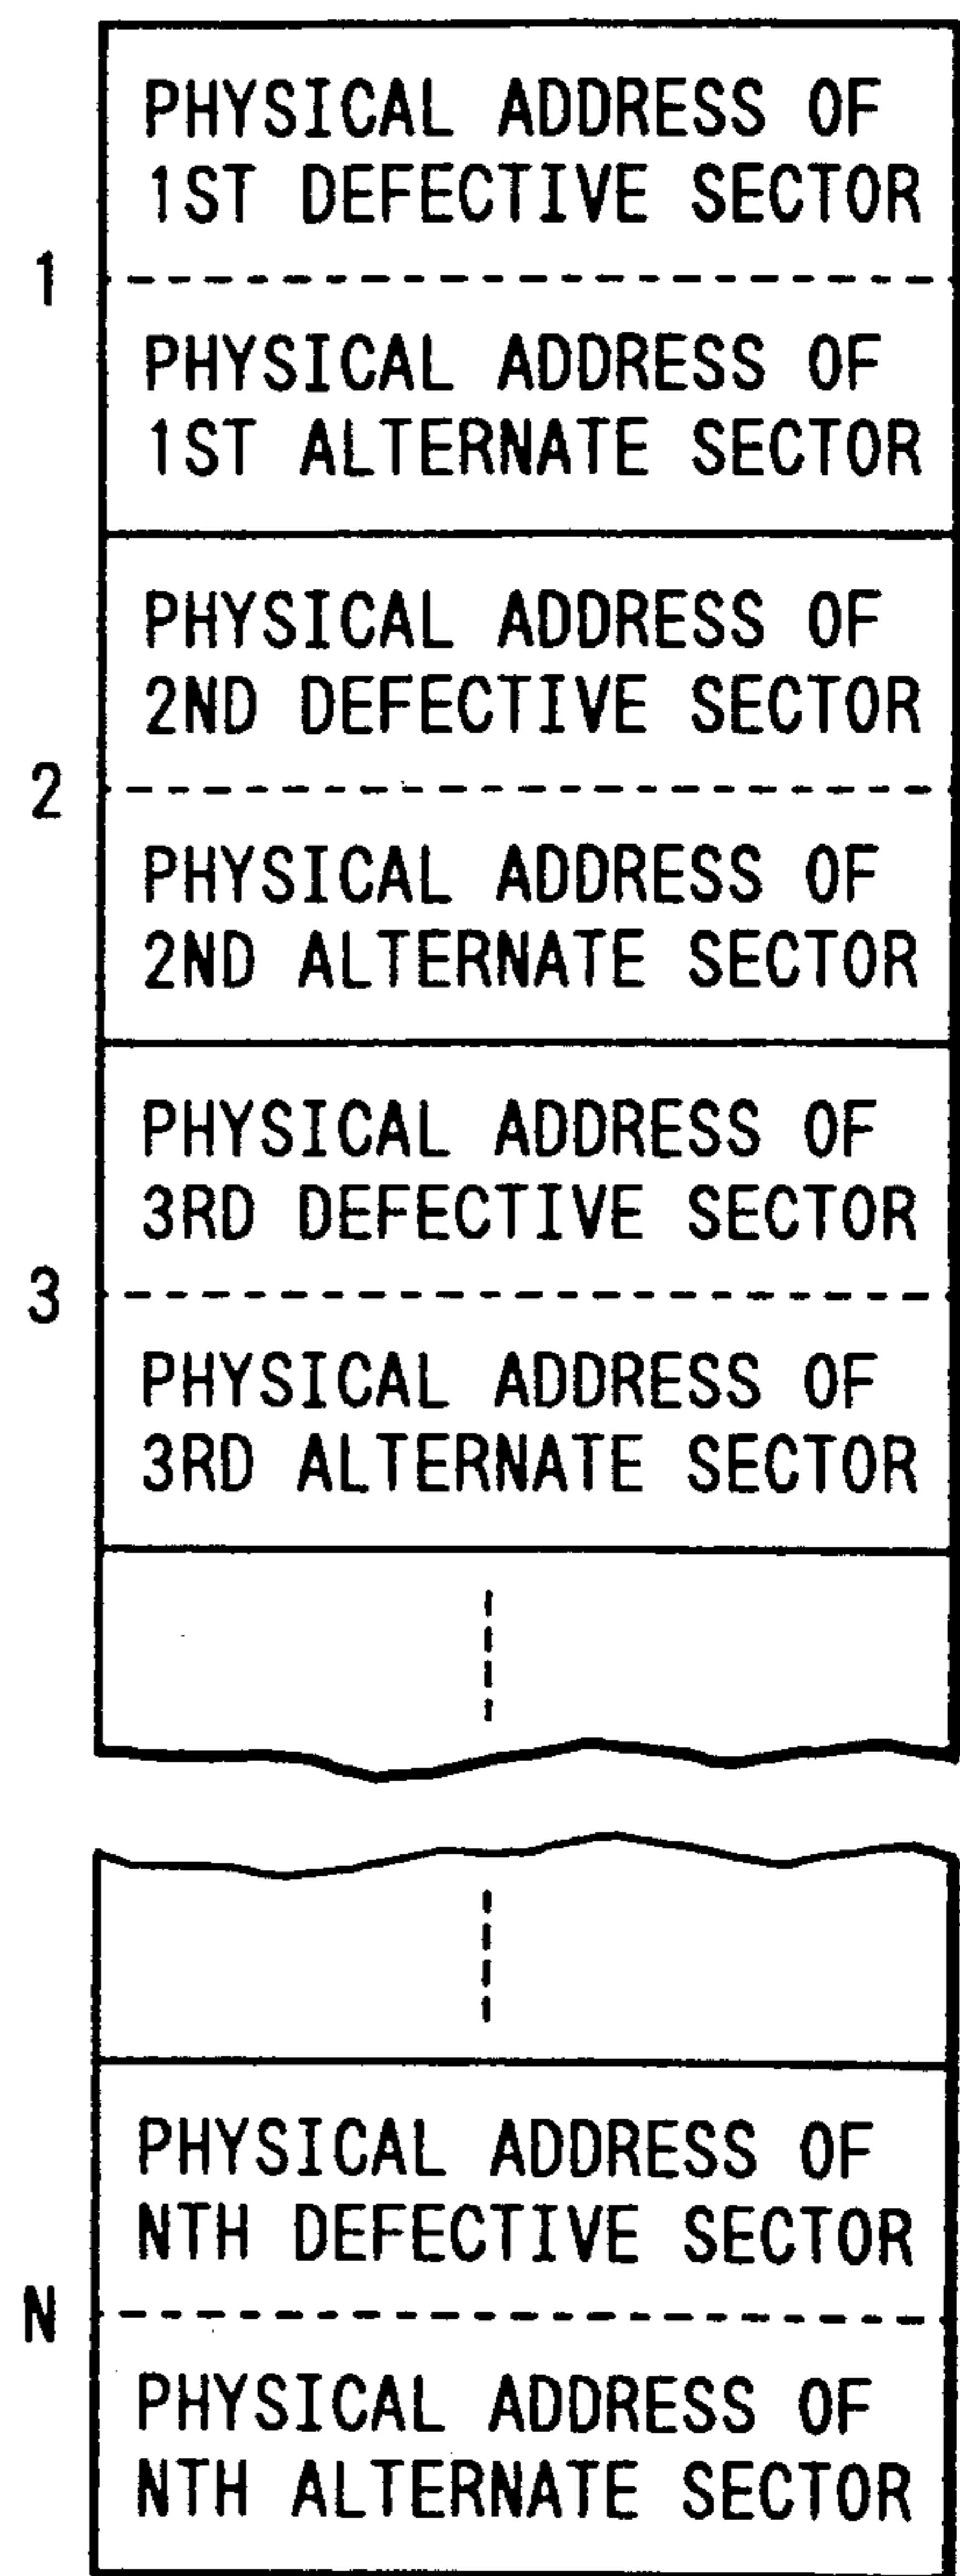 PHYSICAL ADDRESS OF
1ST DEFECTIVE SECTOR
1
PHYSICAL ADDRESS OF
1ST ALTERNATE SECTOR
PHYSICAL ADDRESS OF
2ND DEFECTIVE SECTOR
2
PHYSICAL ADDRESS OF
2ND ALTERNATE SECTOR
PHYSICAL ADDRESS OF
3RD DEFECTIVE SECTOR
3
PHYSICAL ADDRESS OF
3RD ALTERNATE SECTOR
PHYSICAL ADDRESS OF
NTH DEFECTIVE SECTOR
N
PHYSICAL ADDRESS OF
NTH ALTERNATE SECTOR